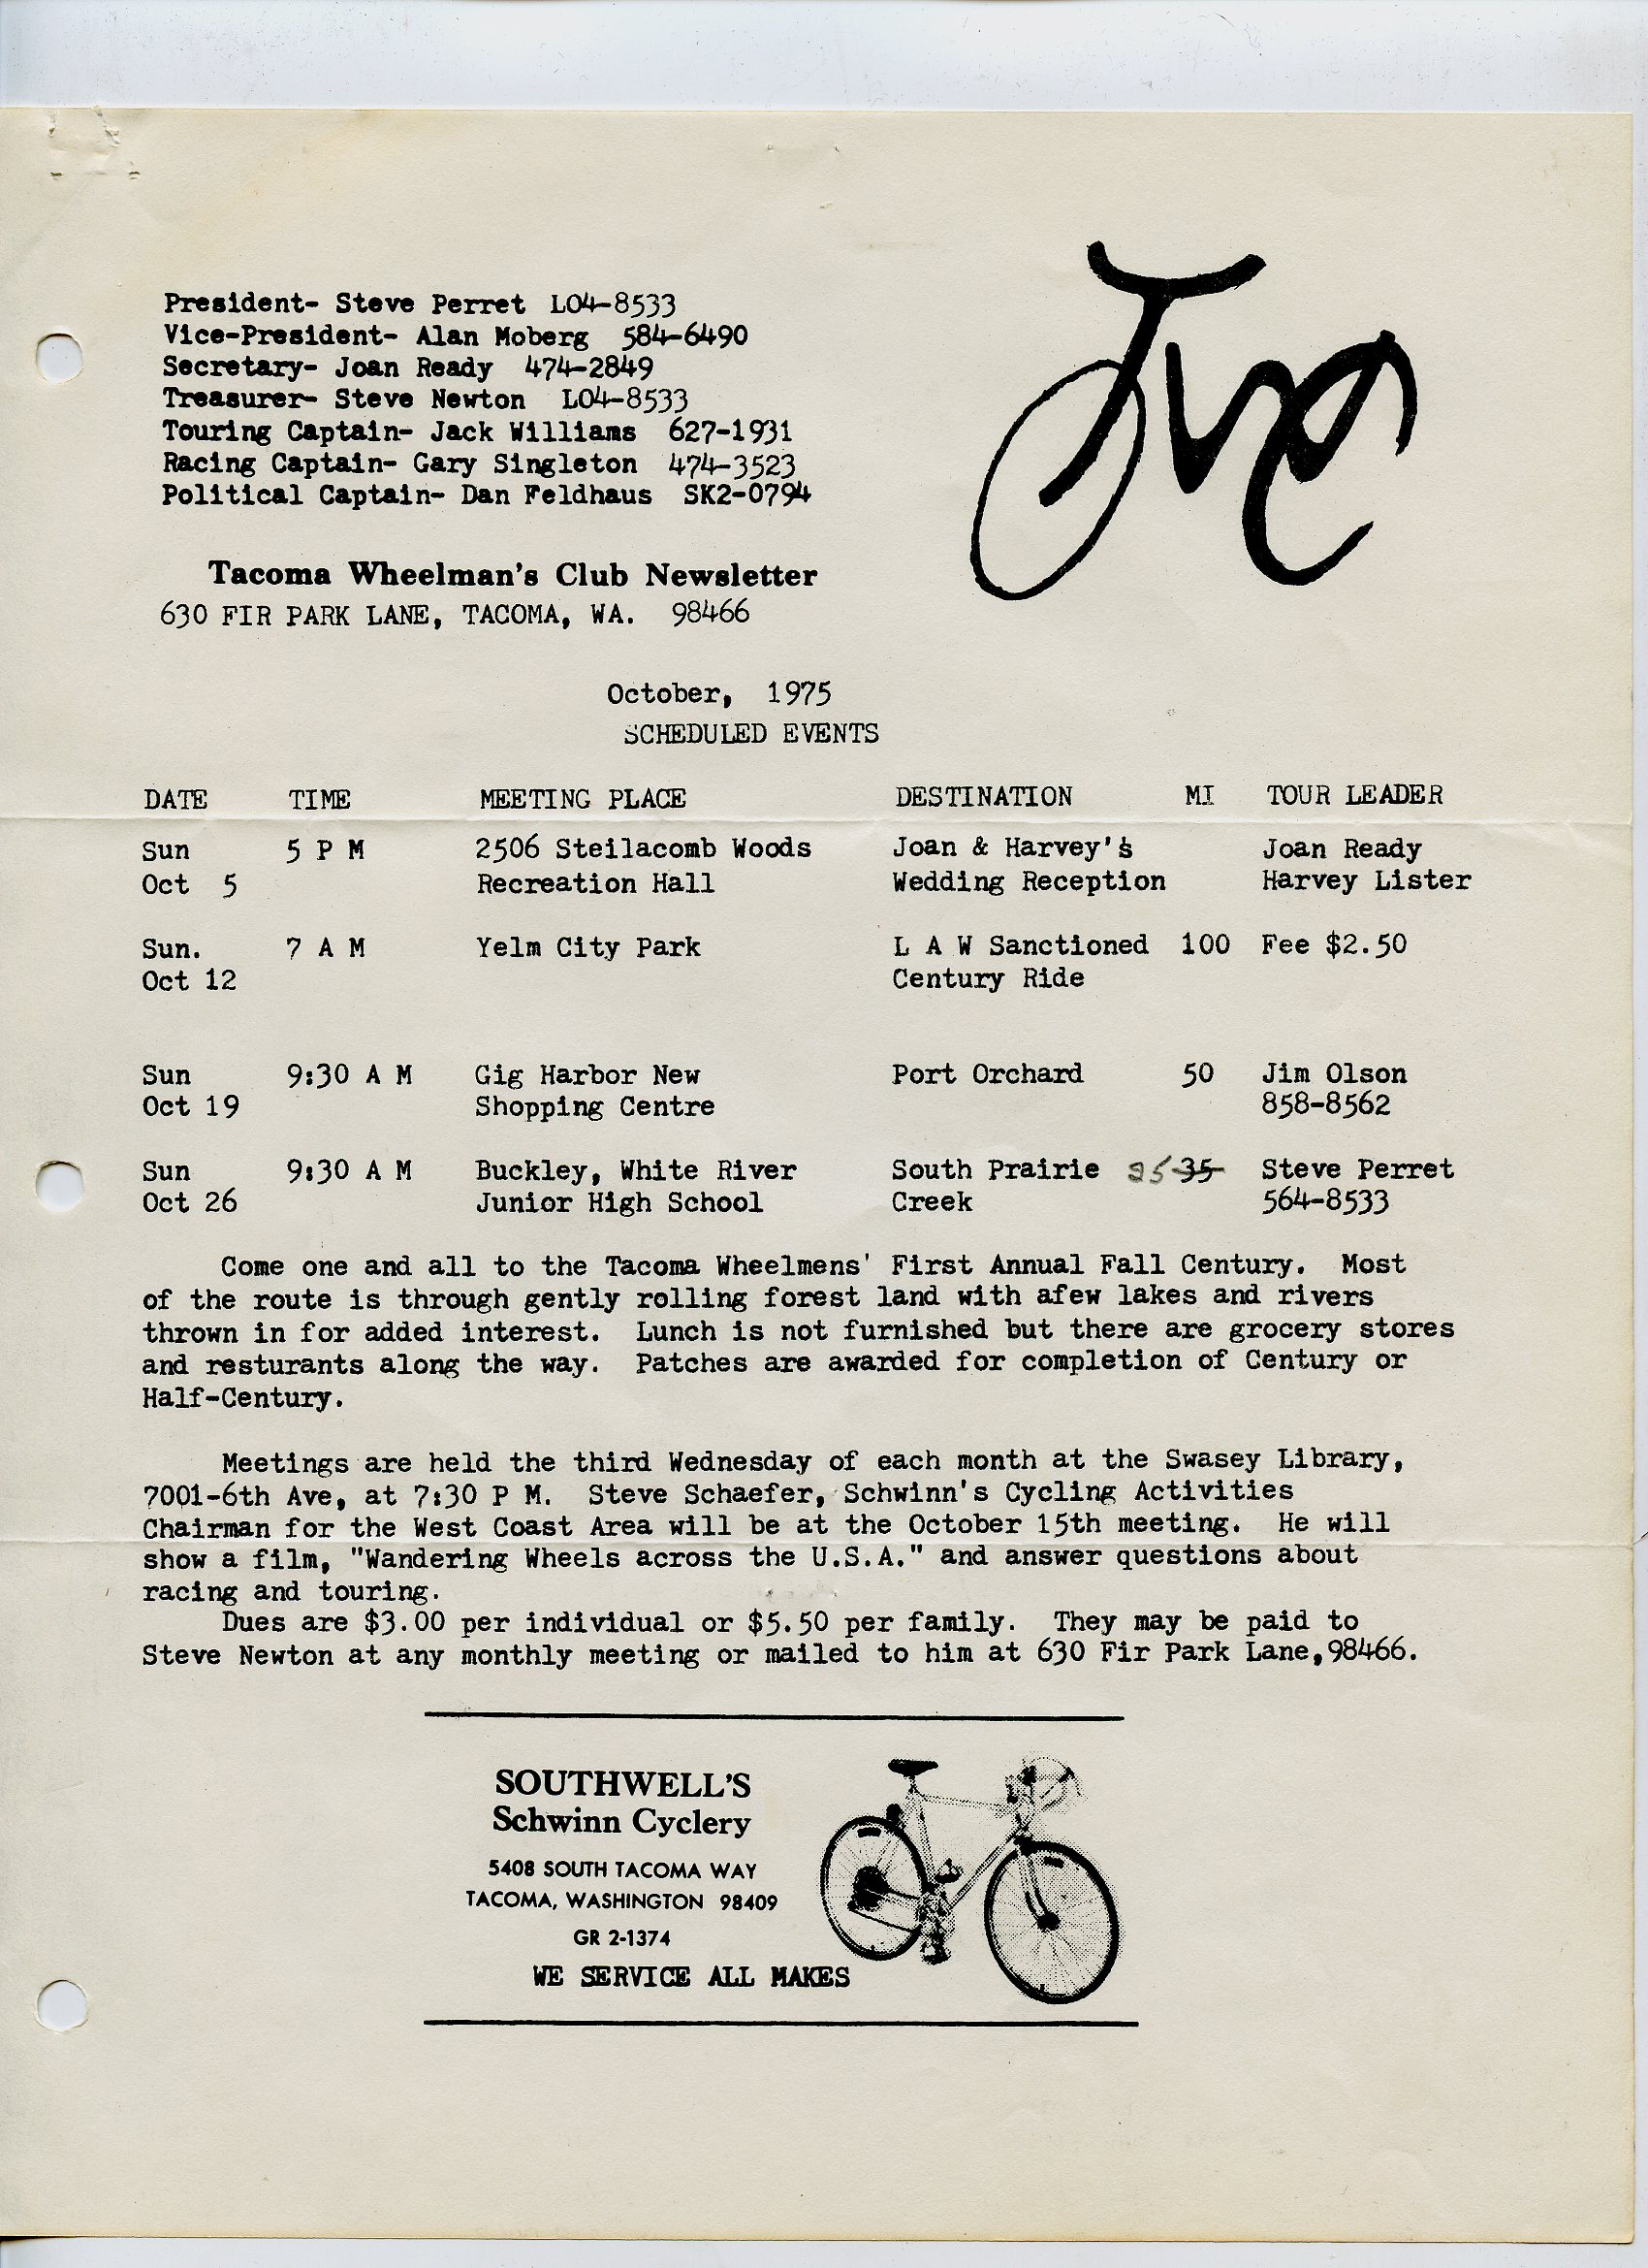 President- Steve Perret LO4-8533
Vice-President- Alan Moberg 584-6490
Secretary- Joan Ready 474-2849
Treasurer- Steve Newton LO4-8533
Touring Captain- Jack Williams 627-1931
Racing Captain- Gary Singleton 474-3523
Political Captain- Dan Feldhaus SK2-0794
TWC
Tacoma Wheelman's Club Newsletter
630 FIR PARK LANE, TACOMA, WA. 98466
October, 1975
SCHEDULED EVENTS
DATE TIME MEETING PLACE DESTINATION MI TOUR LEADER
Sun 5 P M 2506 Steilacomb Woods Joan & Harvey's Joan Ready
Oct 5 Recreation Hall Wedding Reception Harvey Lister
Sun. 7 A M Yelm City Park L A W Sanctioned 100 Fee $2.50
Oct 12 Century Ride
Sun 9:30 A M Gig Harbor New Port Orchard 50 Jim Olson
Oct 19 Shopping Centre 858-8562
Sun 9:30 A M Buckley, White River South Prairie 25 35 Steve Perret
Oct 26 Junior High School Creek 564-8533
Come one and all to the Tacoma Wheelmens' First Annual Fall Century. Most
of the route is through gently rolling forest land with afew lakes and rivers
thrown in for added interest. Lunch is not furnished but there are grocery stores
and resturants along the way. Patches are awarded for completion of Century or
Half-Century.
Meetings are held the third Wednesday of each month at the Swasey Library,
7001-6th Ave, at 7:30 P M. Steve Schaefer, Schwinn's Cycling Activities
Chairman for the West Coast Area will be at the October 15th meeting. He will
show a film, "Wandering Wheels across the U.S.A." and answer questions about
racing and touring.
Dues are $3.00 per individual or $5.50 per family. They may be paid to
Steve Newton at any monthly meeting or mailed to him at 630 Fir Park Lane,98466.
SOUTHWELL'S
Schwinn Cyclery
5408 SOUTH TACOMA WAY
TACOMA, WASHINGTON 98409
GR 2-1374
WE SERVICE ALL MAKES